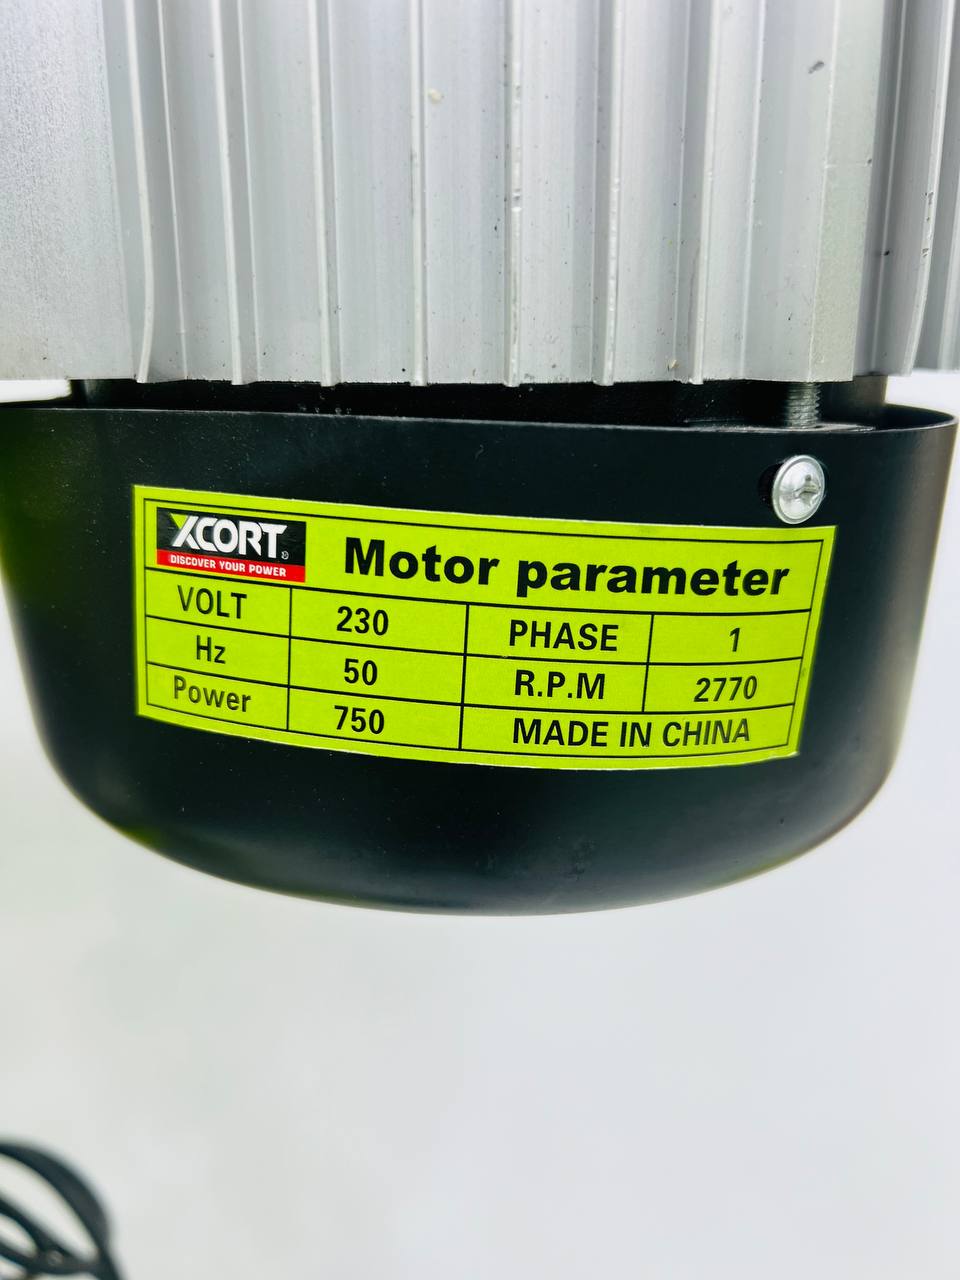 XCORT®
DISCOVER YOUR POWER
Motor parameter
VOLT 230 PHASE 1
Hz 50 R.P.M 2770
Power 750 MADE IN CHINA